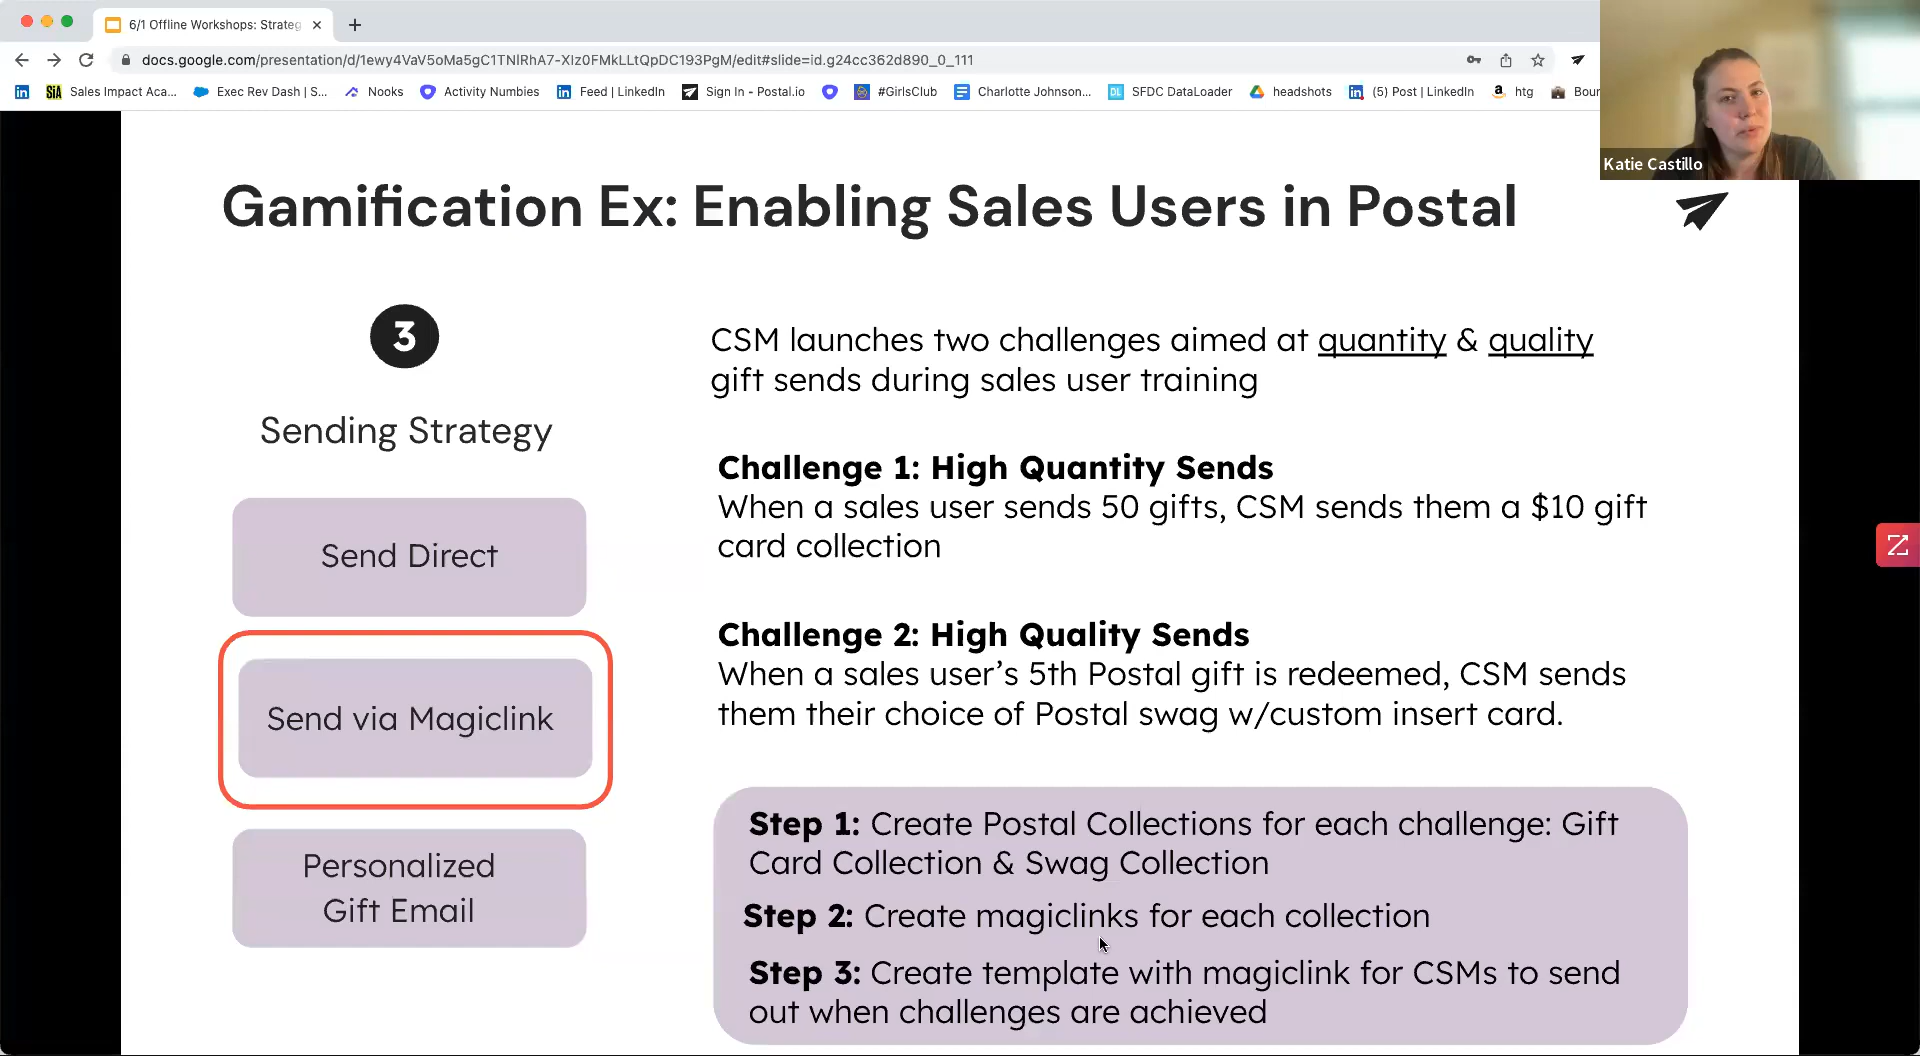 6/1 Offline Workshops: Strateg
docs.google.com/presentation/d/1ewy4VaV5oMa5gC1TNlRhA7-XIz0FMkLLtQpDC193PgM/edit#slide=id.g24cc362d890_0_111
SiA Sales Impact Aca... Exec Rev Dash | S... Nooks Activity Numbies Feed | LinkedIn Sign In - Postal.io #GirlsClub Charlotte Johnson... DL SFDC DataLoader headshots (5) Post | LinkedIn htg Bour
Katie Castillo
Gamification Ex: Enabling Sales Users in Postal
3
Sending Strategy
Send Direct
Send via Magiclink
Personalized
Gift Email
CSM launches two challenges aimed at quantity & quality
gift sends during sales user training
Challenge 1: High Quantity Sends
When a sales user sends 50 gifts, CSM sends them a $10 gift
card collection
Challenge 2: High Quality Sends
When a sales user’s 5th Postal gift is redeemed, CSM sends
them their choice of Postal swag w/custom insert card.
Step 1: Create Postal Collections for each challenge: Gift
Card Collection & Swag Collection
Step 2: Create magiclinks for each collection
Step 3: Create template with magiclink for CSMs to send
out when challenges are achieved